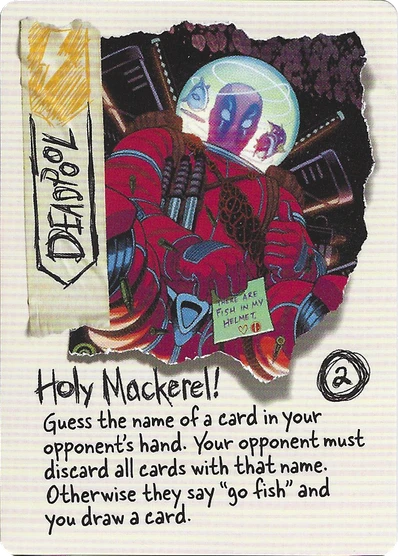 DEADPOOL
THERE ARE
FISH IN MY
HELMET.
Holy Mackerel!
2
Guess the name of a card in your
opponent's hand. Your opponent must
discard all cards with that name.
Otherwise they say "go fish" and
you draw a card.